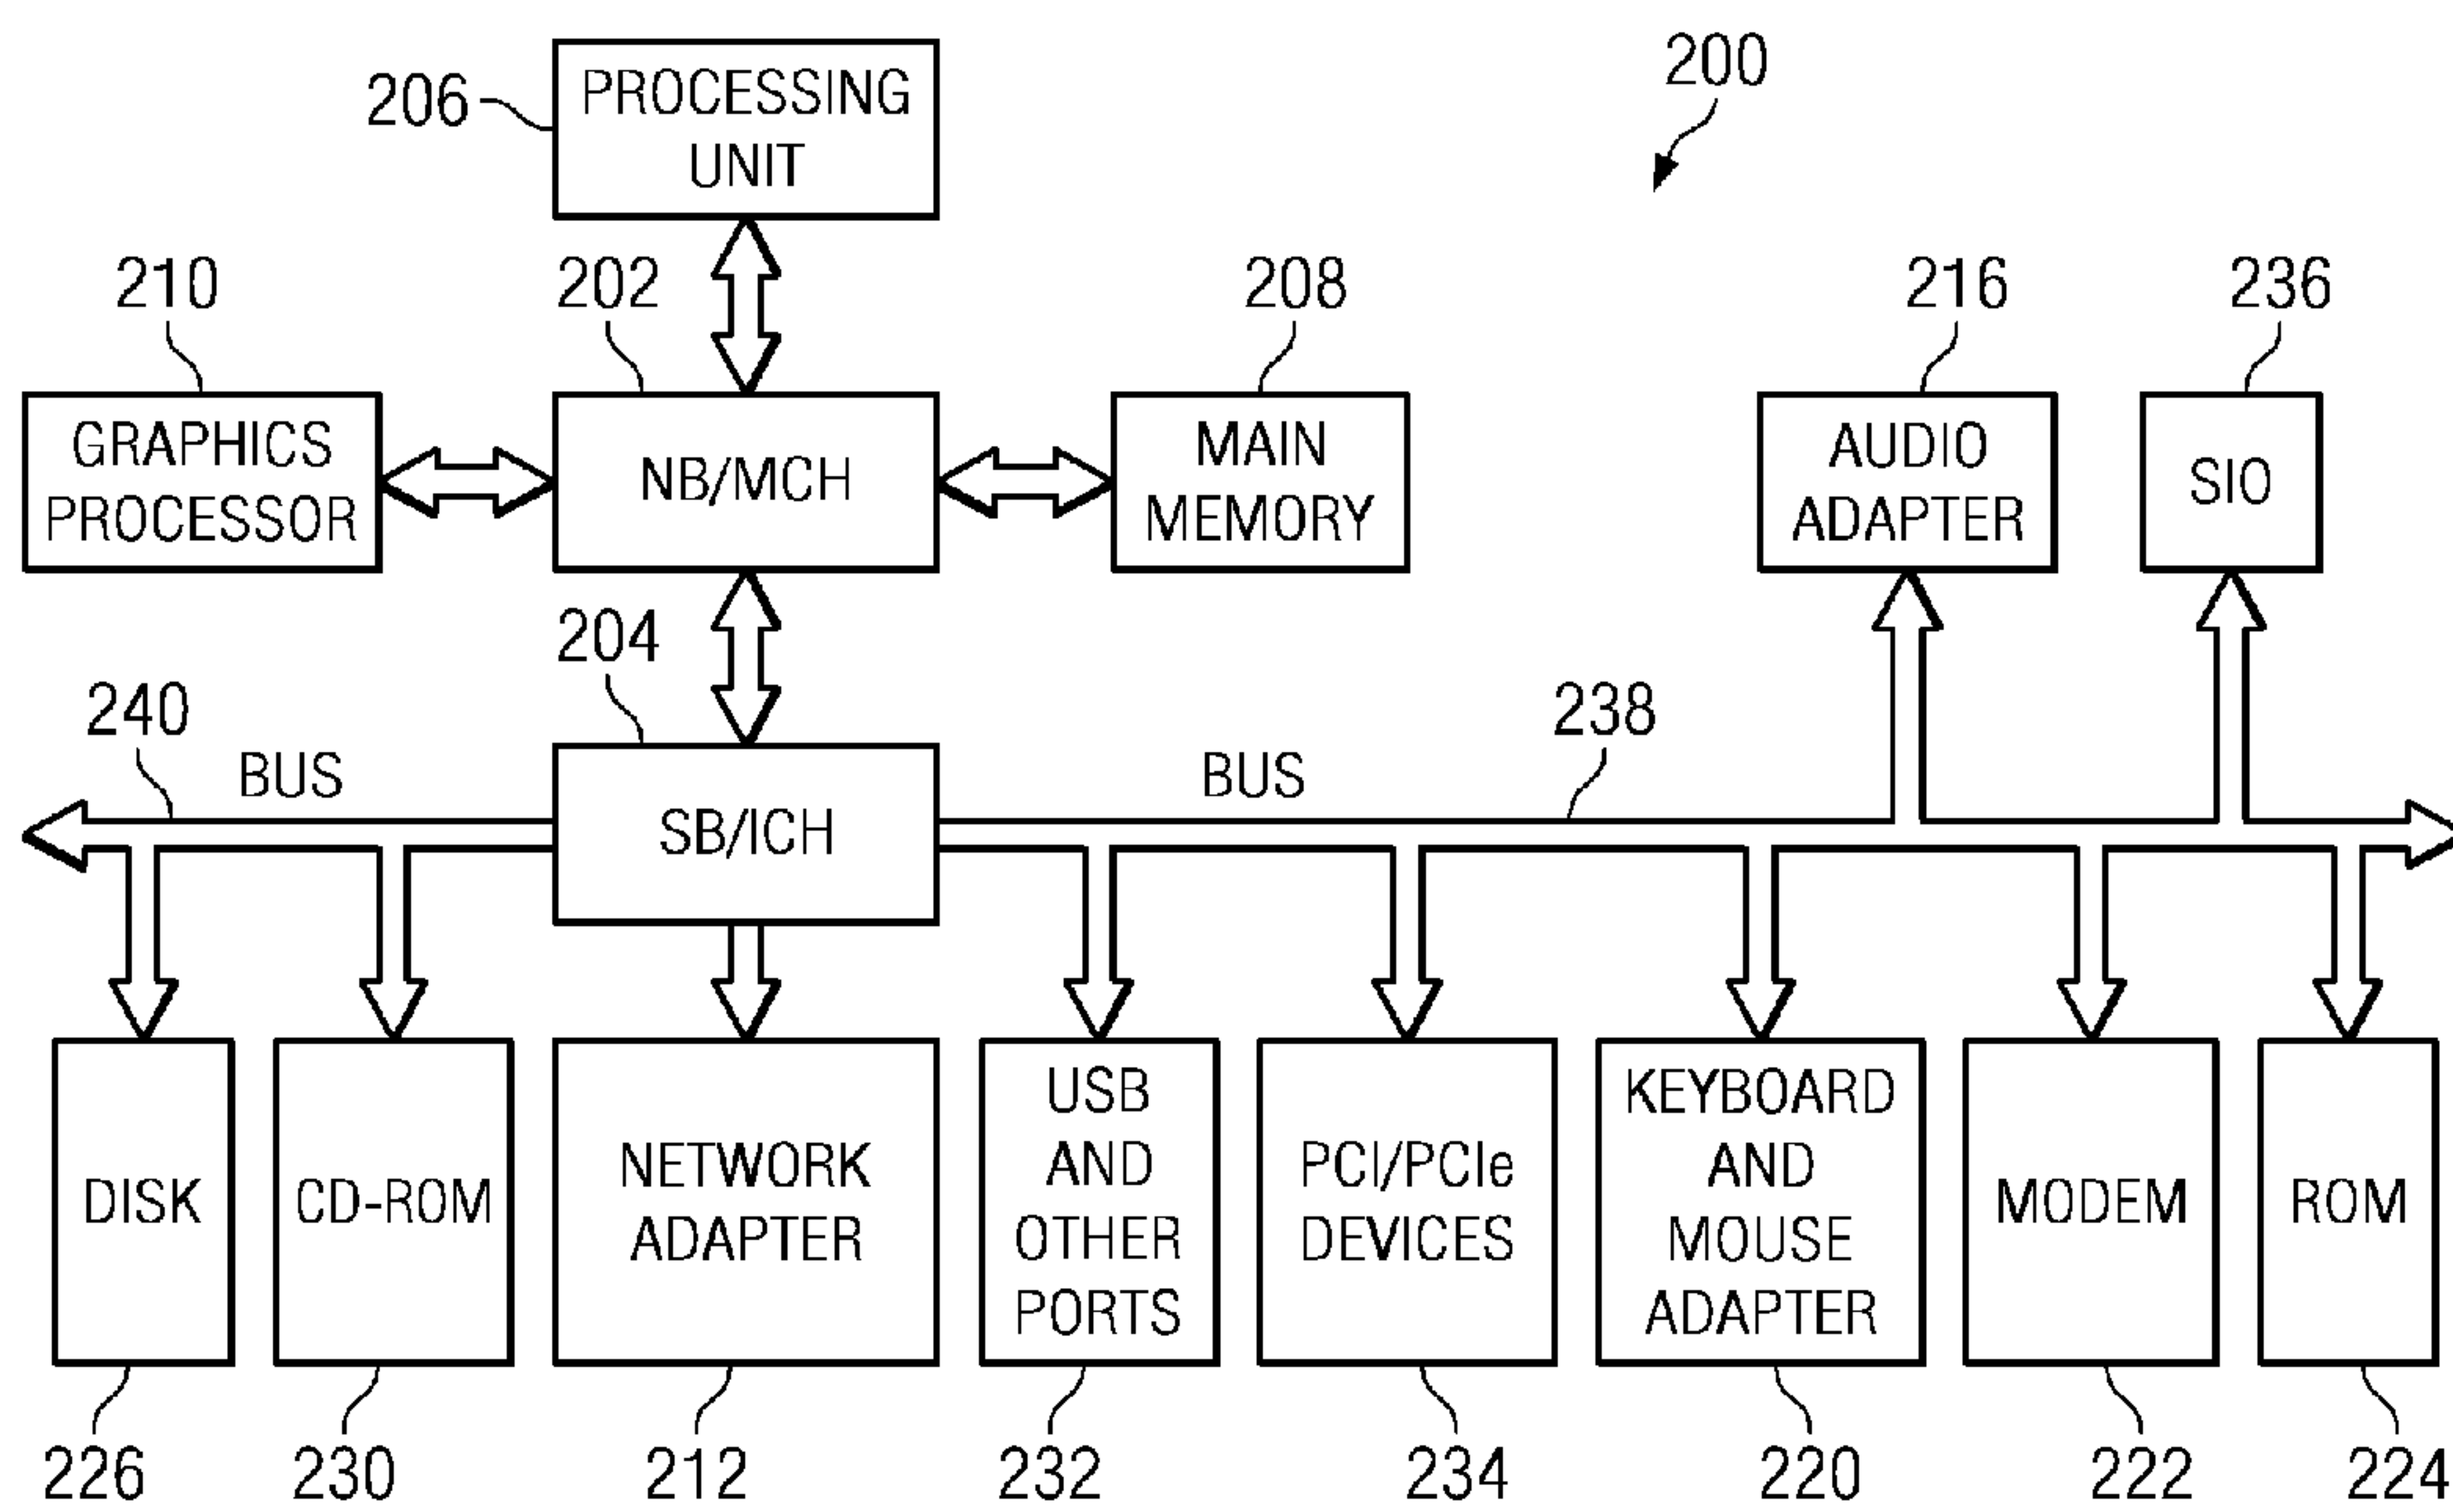 200
206
PROCESSING
UNIT
210
202
208
216
236
GRAPHICS
PROCESSOR
NB/MCH
MAIN
MEMORY
AUDIO
ADAPTER
SIO
204
240
BUS
SB/ICH
BUS
238
DISK
CD-ROM
NETWORK
ADAPTER
USB
AND
OTHER
PORTS
PCI/PCIe
DEVICES
KEYBOARD
AND
MOUSE
ADAPTER
MODEM
ROM
226
230
212
232
234
220
222
224